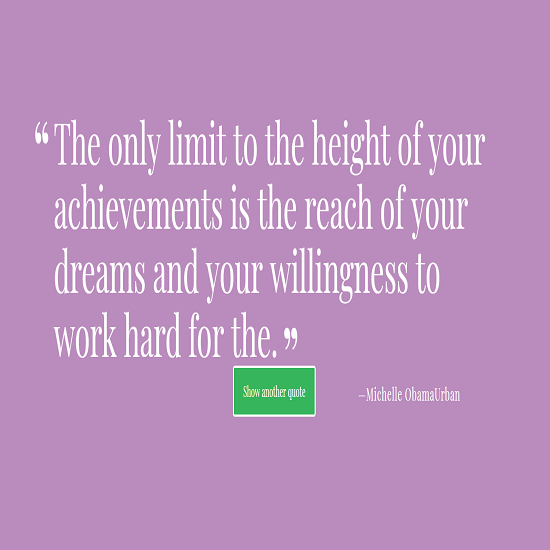 “ The only limit to the height of your
achievements is the reach of your
dreams and your willingness to
work hard for the. ”
Show another quote
–Michelle ObamaUrban